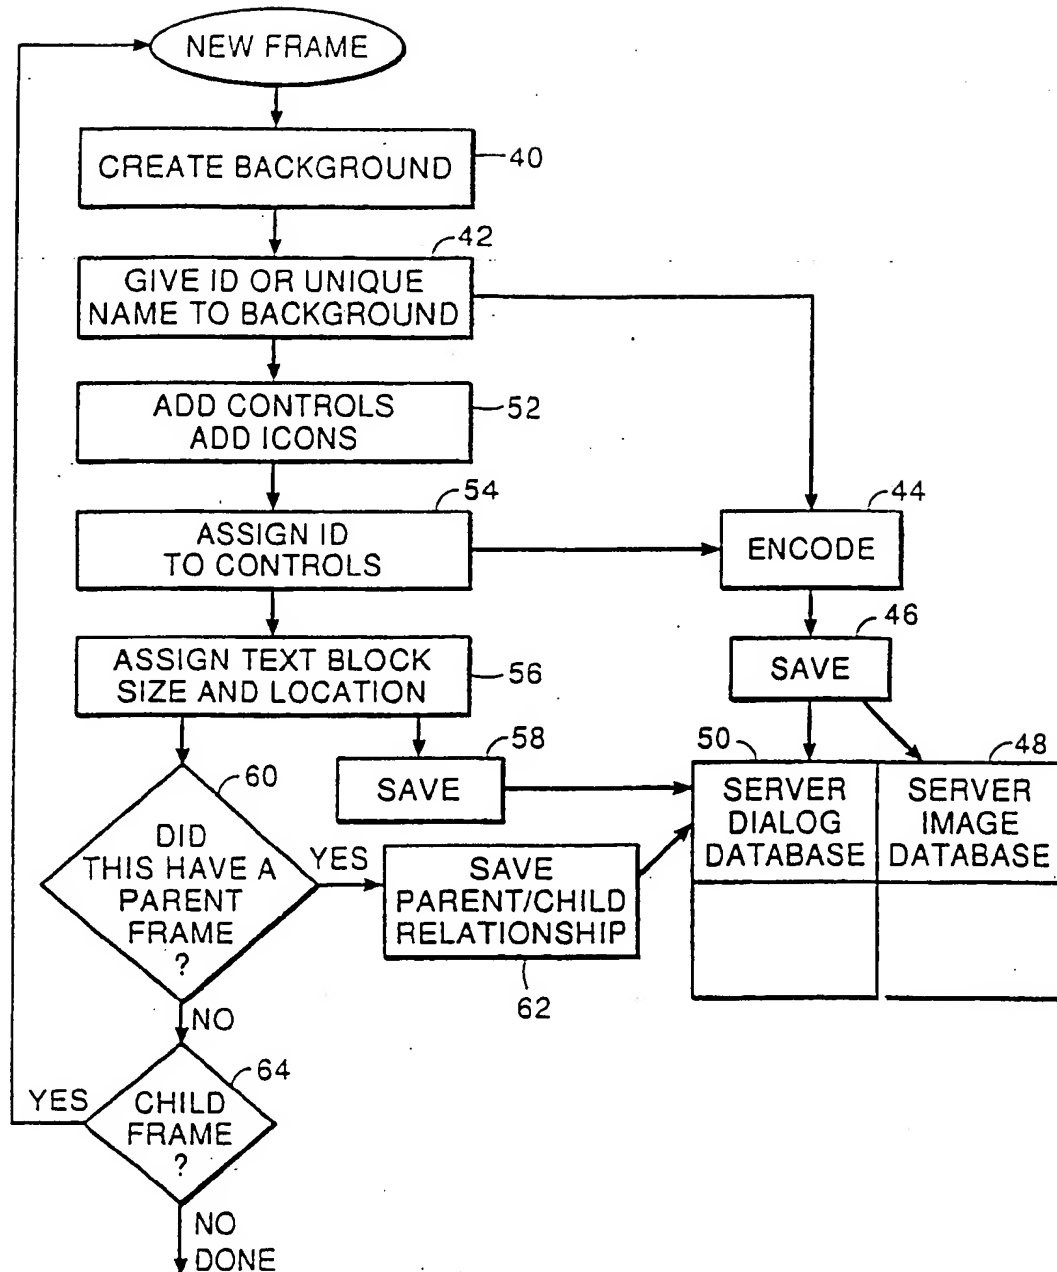 NEW FRAME
CREATE BACKGROUND
40
42
GIVE ID OR UNIQUE
NAME TO BACKGROUND
ADD CONTROLS
ADD ICONS
52
54
ASSIGN ID
TO CONTROLS
44
ENCODE
46
SAVE
ASSIGN TEXT BLOCK
SIZE AND LOCATION
56
58
SAVE
50
SERVER
DIALOG
DATABASE
48
SERVER
IMAGE
DATABASE
60
DID
THIS HAVE A
PARENT
FRAME
?
YES
SAVE
PARENT/CHILD
RELATIONSHIP
62
NO
64
YES
CHILD
FRAME
?
NO
DONE